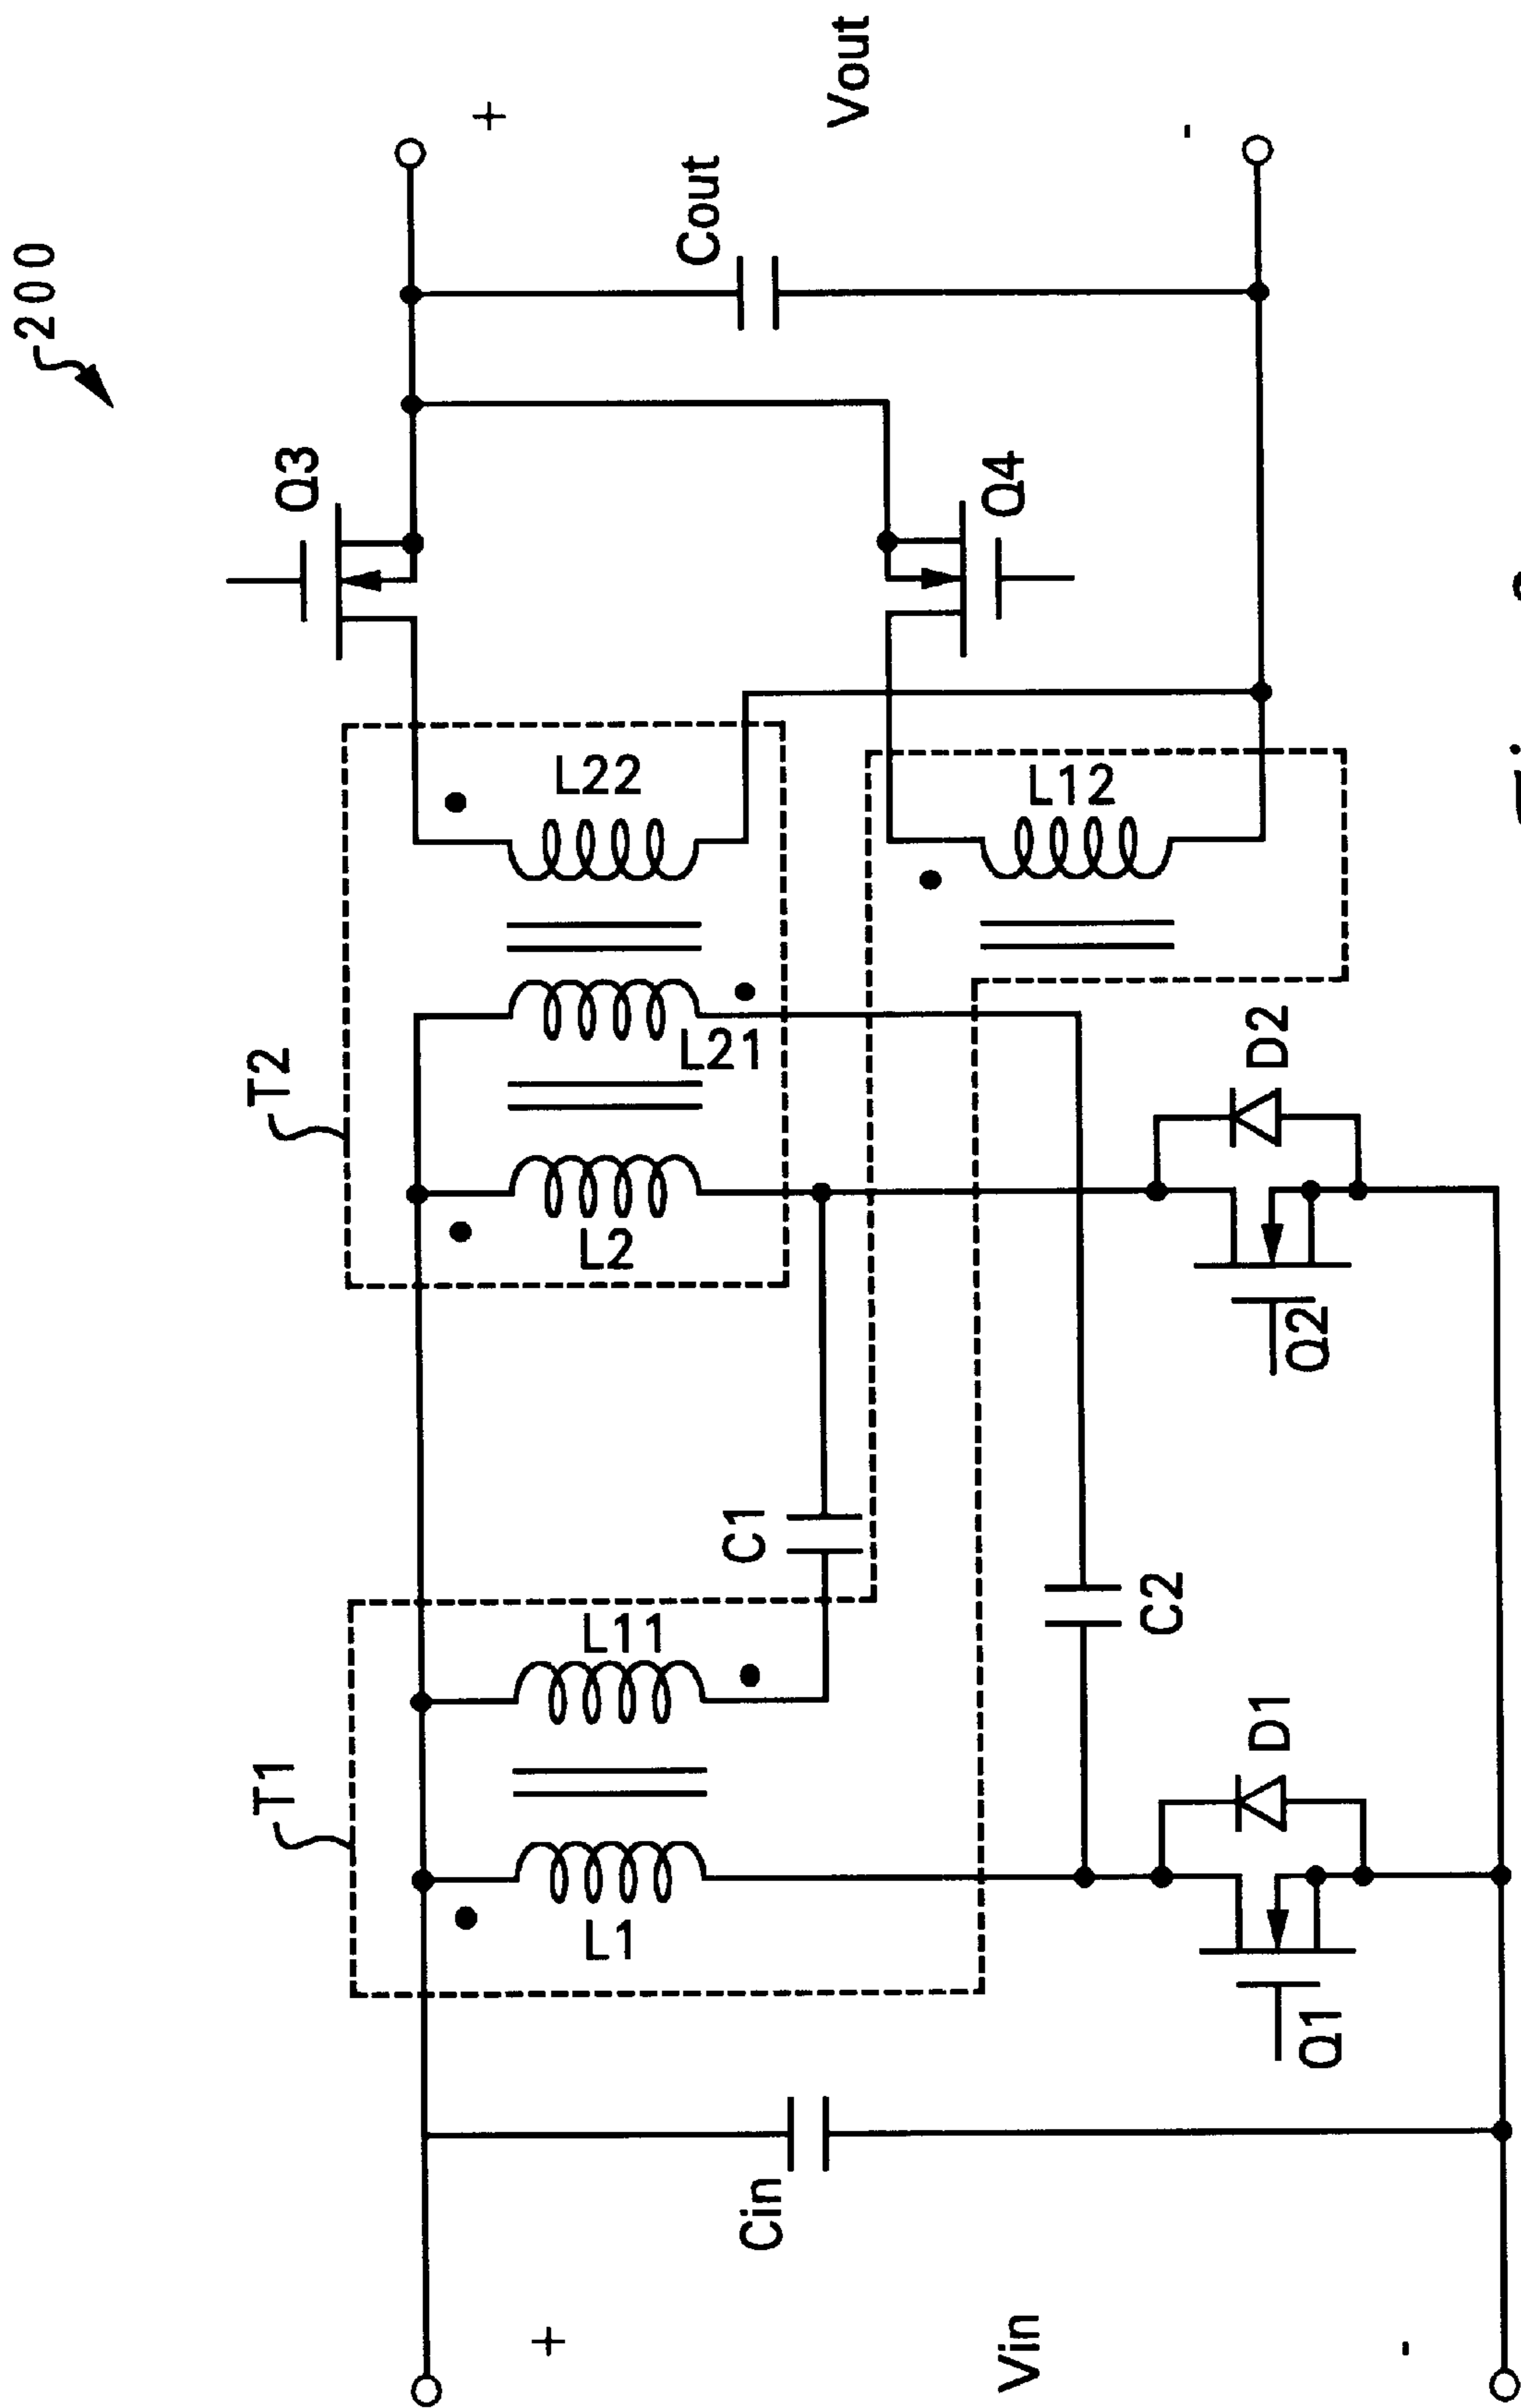 200
Q3
+
Cout
Vout
-
Q4
T2
L22
L21
L2
L12
D2
Q2
C1
C2
T1
L11
L1
D1
Q1
Cin
+
Vin
-